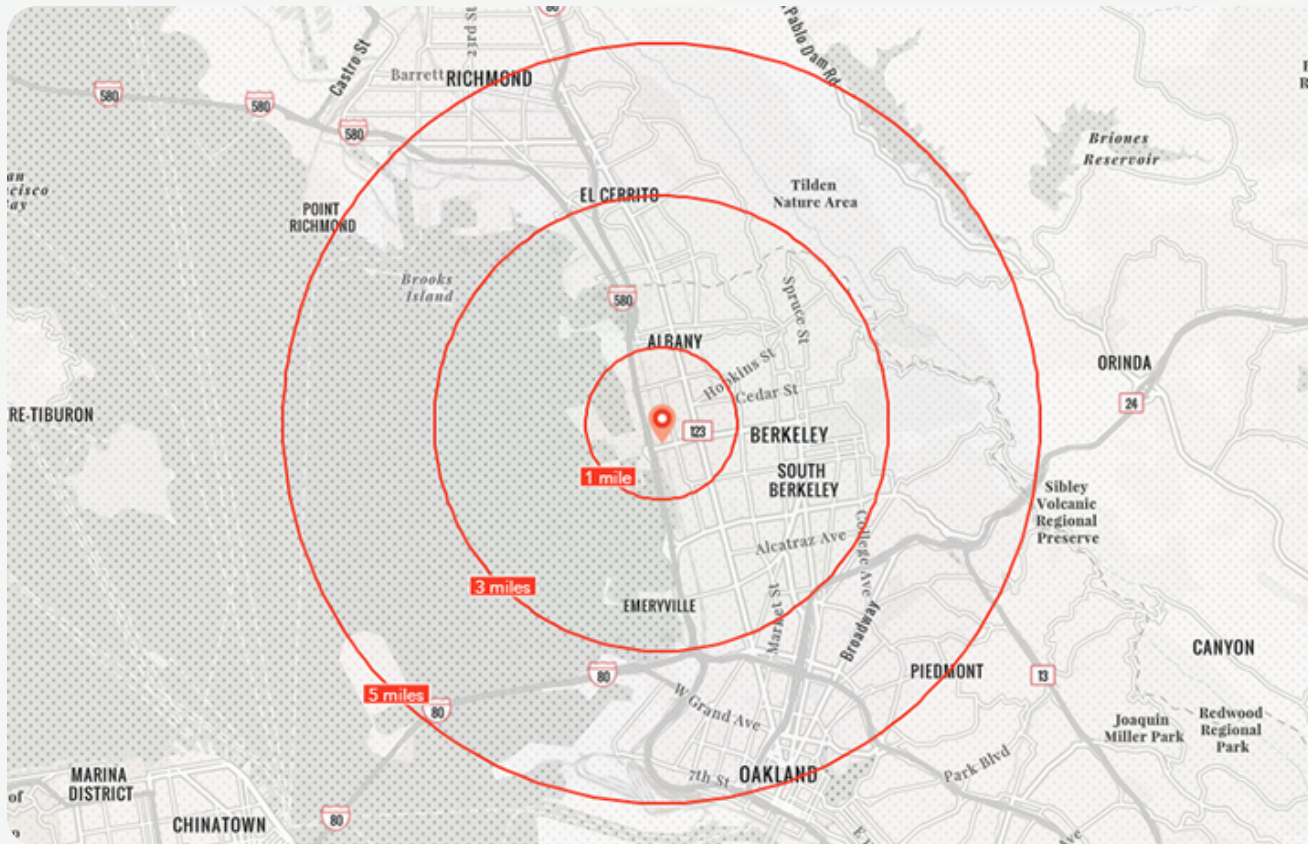 80
23rd St
Pablo Dam Rd
Castro St
Barrett
RICHMOND
580
580
580
Briones
Reservoir
Tilden
Nature Area
EL CERRITO
POINT
RICHMOND
Brooks
Island
580
Spruce St
ALBANY
Hopkins St
Cedar St
ORINDA
24
RE-TIBURON
123
BERKELEY
SOUTH
BERKELEY
1 mile
Sibley
Volcanic
Regional
Preserve
College Ave
Alcatraz Ave
3 miles
EMERYVILLE
Market St
Broadway
CANYON
80
PIEDMONT
13
5 miles
80
W Grand Ave
Joaquin
Miller Park
Redwood
Regional
Park
OAKLAND
7th St
Park Blvd
MARINA
DISTRICT
of
CHINATOWN
80